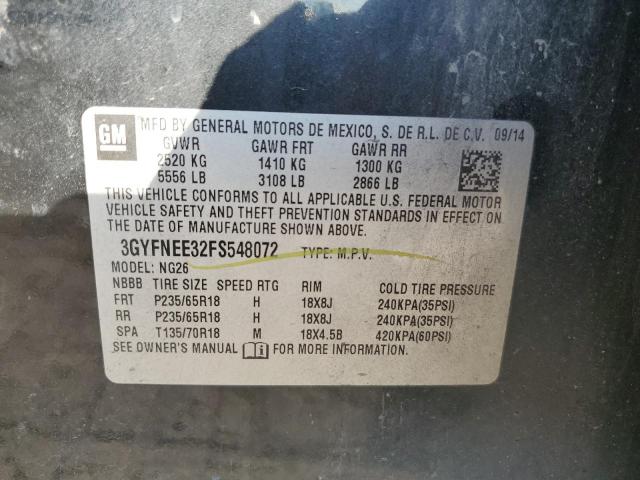 GM MFD BY GENERAL MOTORS DE MEXICO, S. DE R.L. DE C.V. 09/14
GVWR GAWR FRT GAWR RR
2520 KG 1410 KG 1300 KG
5556 LB 3108 LB 2866 LB
THIS VEHICLE CONFORMS TO ALL APPLICABLE U.S. FEDERAL MOTOR
VEHICLE SAFETY AND THEFT PREVENTION STANDARDS IN EFFECT ON
THE DATE OF MANUFACTURE SHOWN ABOVE.
3GYFNEE32FS548072 TYPE: M.P.V.
MODEL: NG26
NBBB TIRE SIZE SPEED RTG RIM COLD TIRE PRESSURE
FRT P235/65R18 H 18X8J 240KPA(35PSI)
RR P235/65R18 H 18X8J 240KPA(35PSI)
SPA T135/70R18 M 18X4.5B 420KPA(60PSI)
SEE OWNER'S MANUAL FOR MORE INFORMATION.